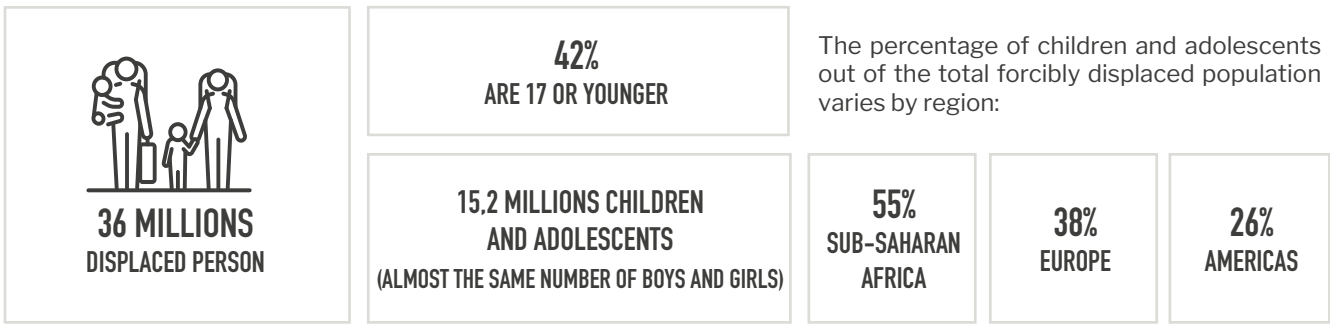 36 MILLIONS
DISPLACED PERSON
42%
ARE 17 OR YOUNGER
15,2 MILLIONS CHILDREN
AND ADOLESCENTS
(ALMOST THE SAME NUMBER OF BOYS AND GIRLS)
The percentage of children and adolescents
out of the total forcibly displaced population
varies by region:
55%
SUB-SAHARAN
AFRICA
38%
EUROPE
26%
AMERICAS